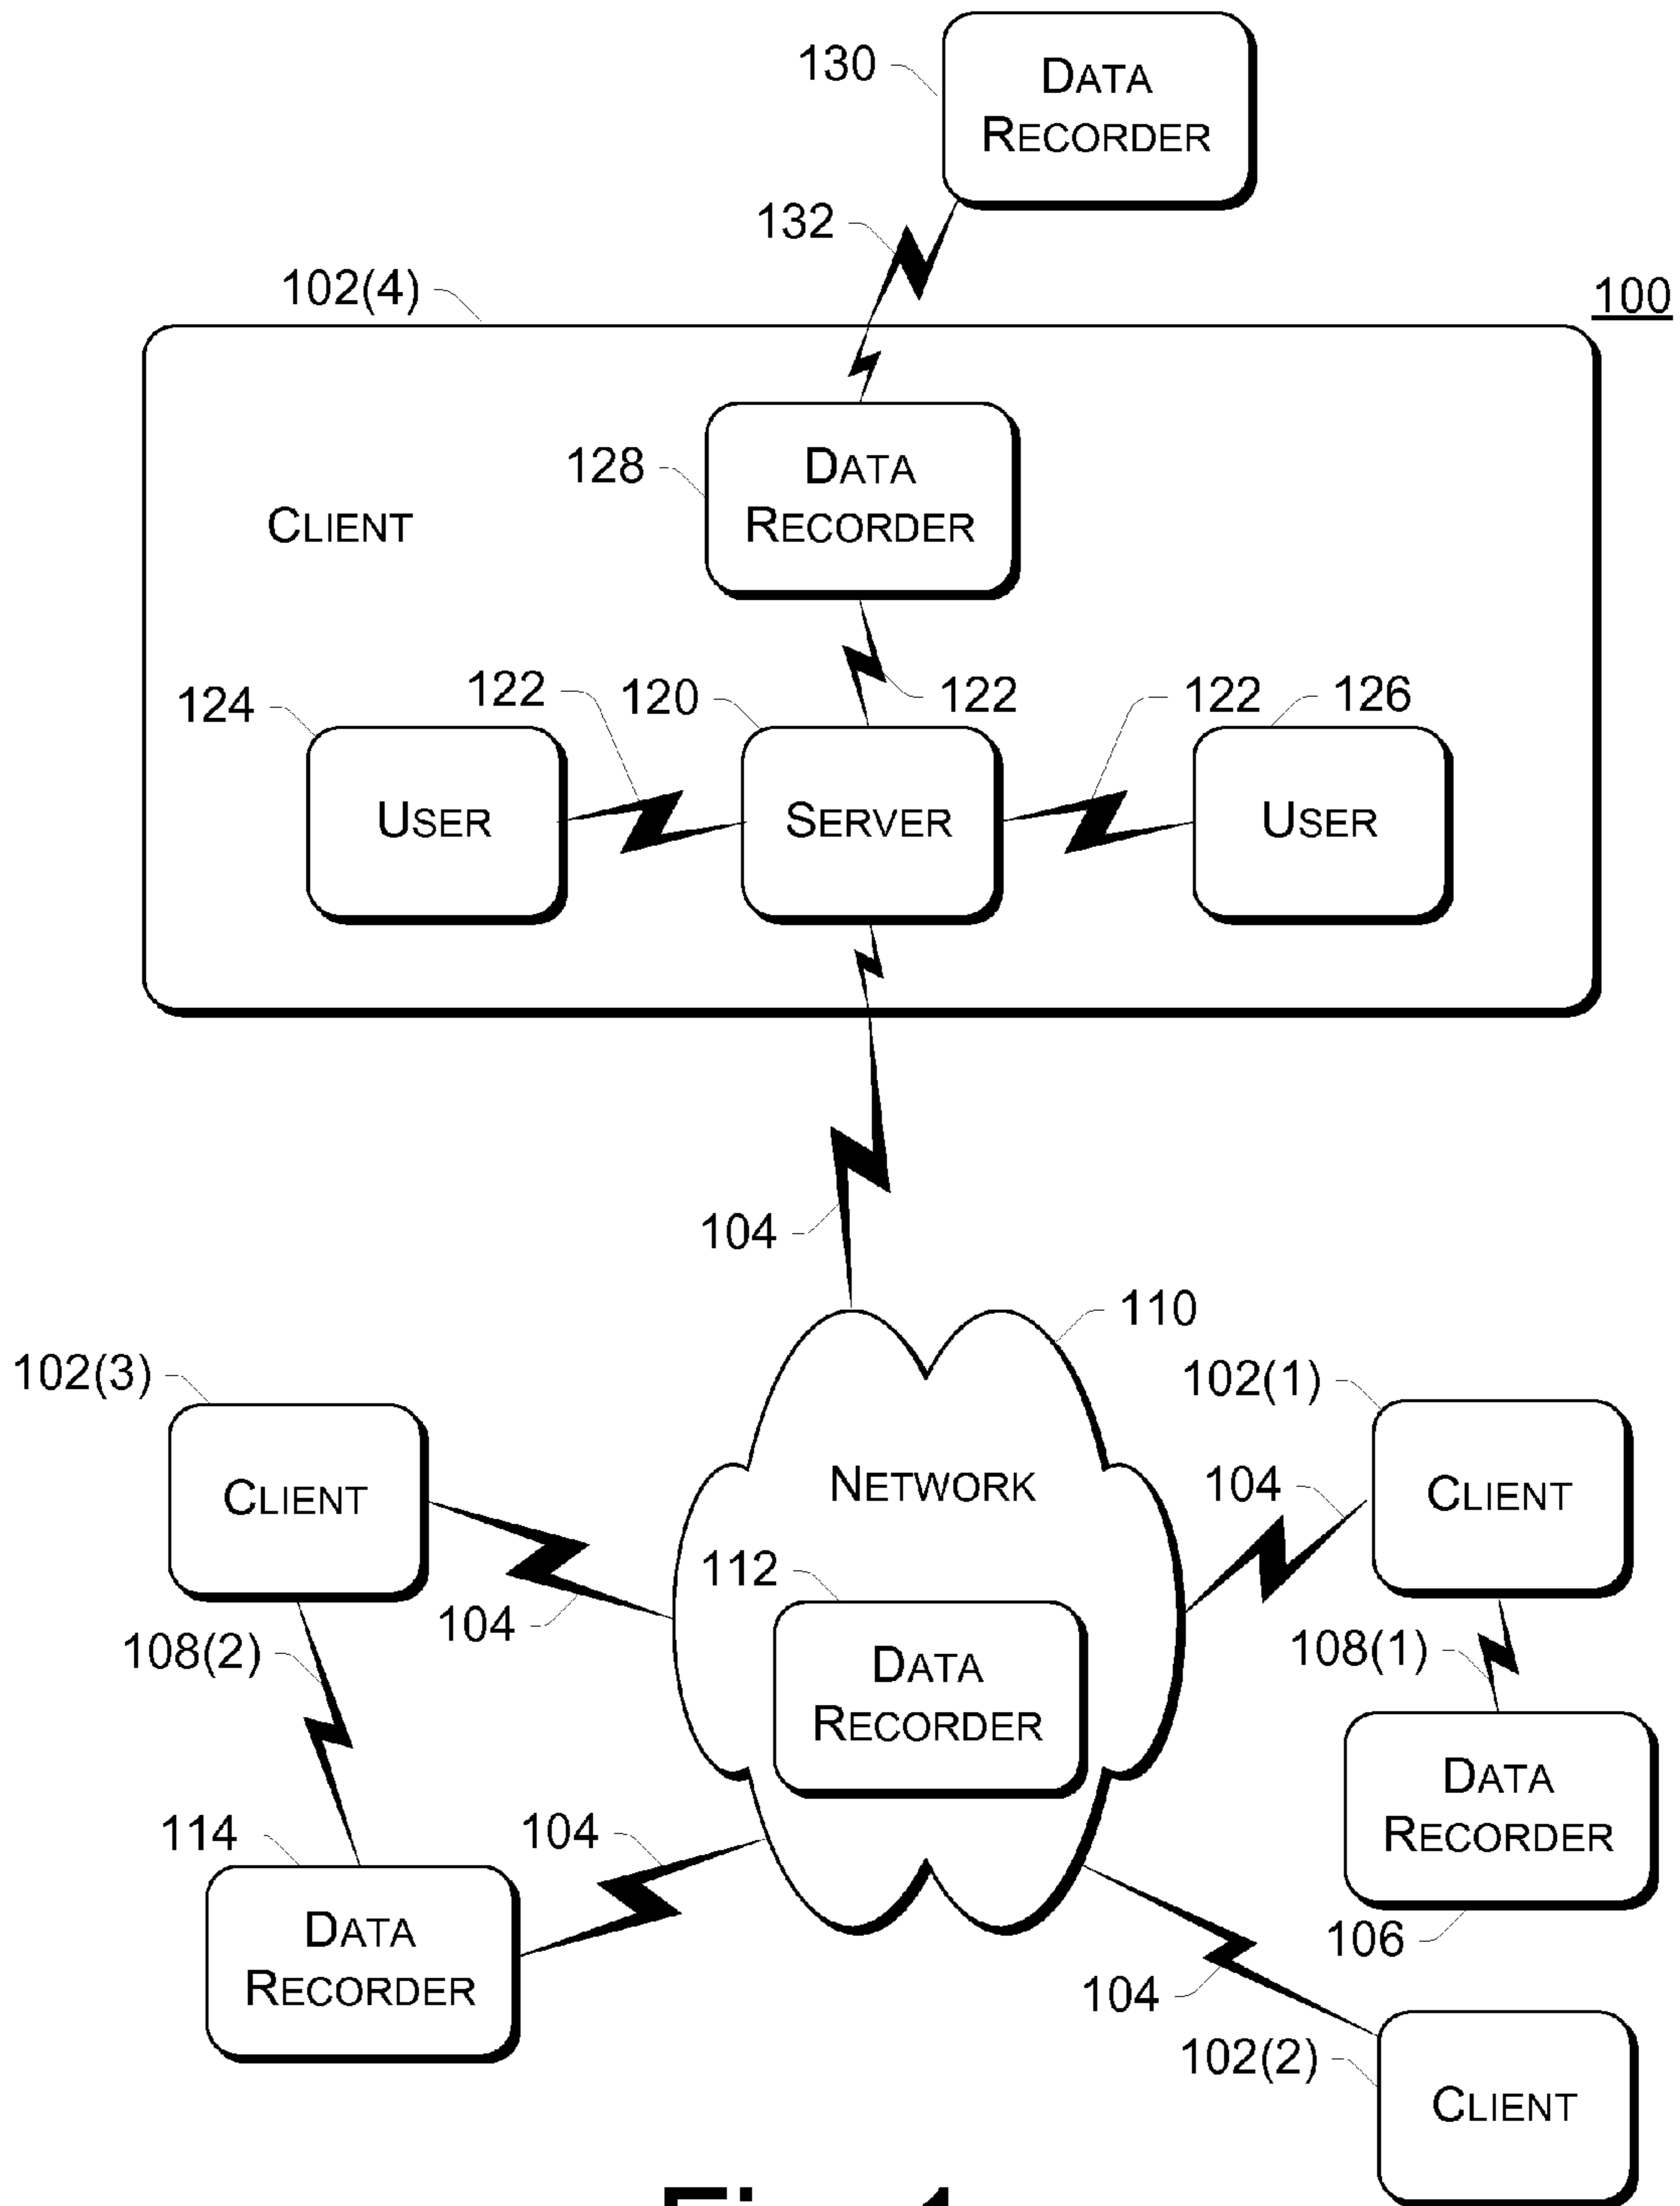 130
DATA
RECORDER
132
102(4)
100
128
DATA
RECORDER
CLIENT
124
122
120
122
122
126
USER
SERVER
USER
104
110
102(3)
102(1)
CLIENT
NETWORK
104
CLIENT
112
104
108(2)
108(1)
DATA
RECORDER
DATA
RECORDER
114
104
106
DATA
RECORDER
104
102(2)
CLIENT